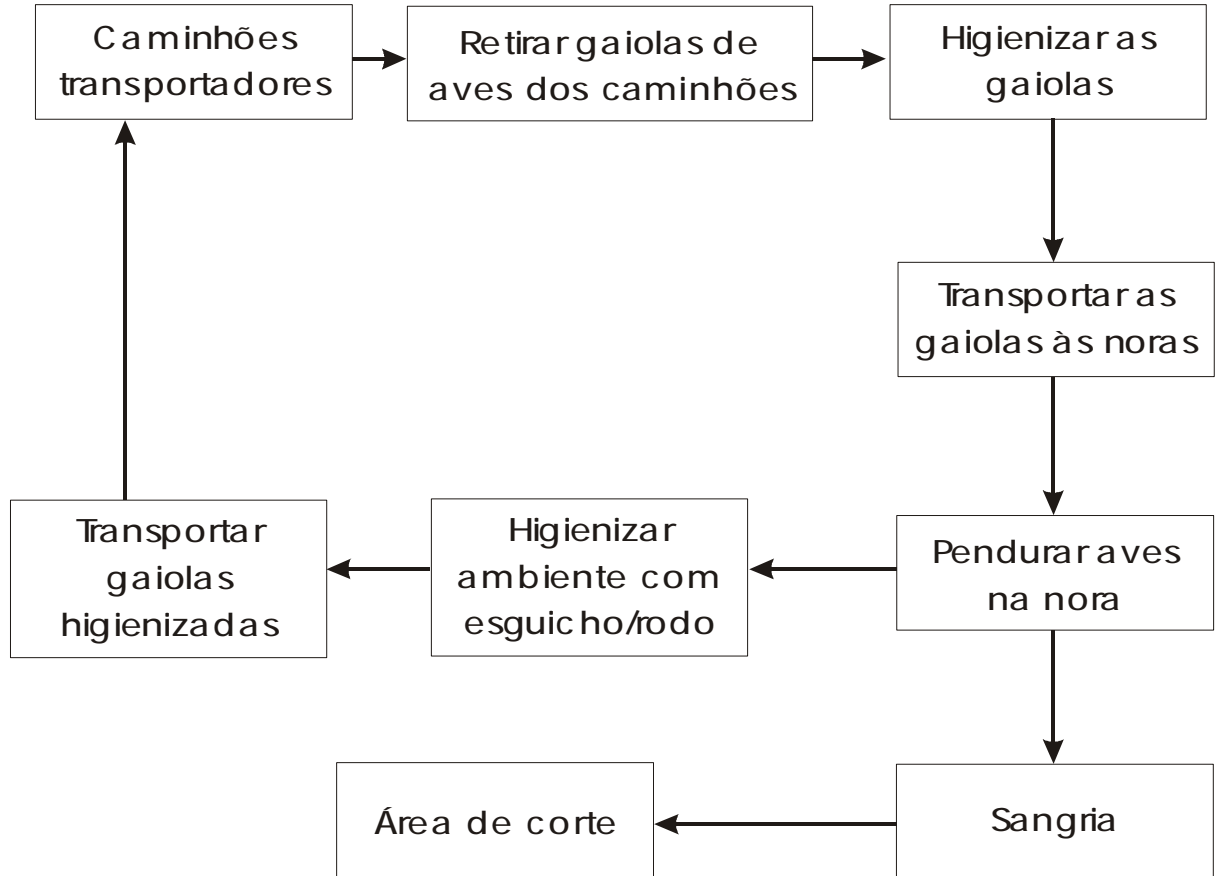 Caminhões
transportadores
Retirar gaiolas de
aves dos caminhões
Higienizar as
gaiolas
Transportar as
gaiolas às noras
Pendurar aves
na nora
Higienizar
ambiente com
esguicho/rodo
Transportar
gaiolas
higienizadas
Sangria
Área de corte